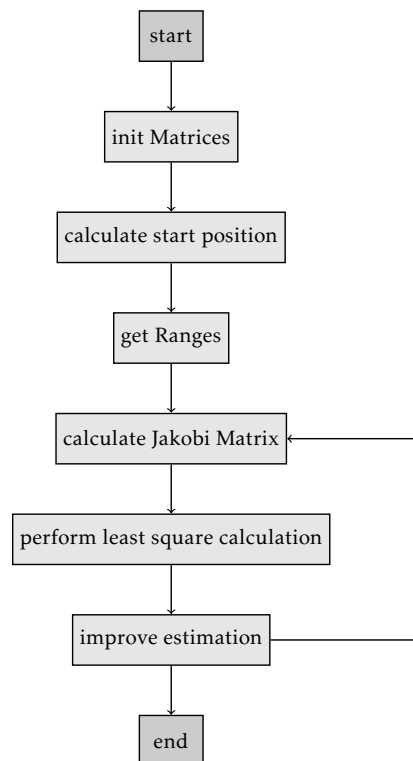 start
init Matrices
calculate start position
get Ranges
calculate Jakobi Matrix
perform least square calculation
improve estimation
end